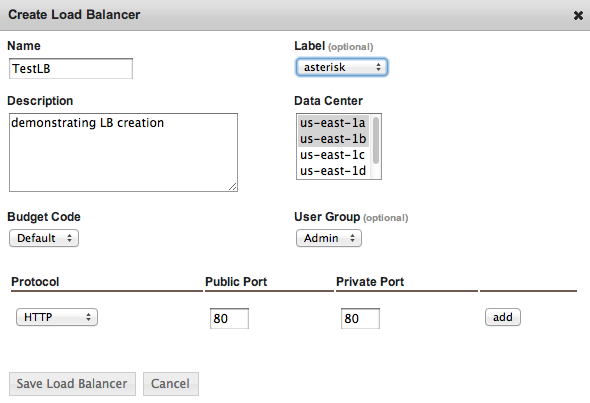 Create Load Balancer ✖
Name
Label (optional)
TestLB
asterisk
Description
Data Center
demonstrating LB creation
us-east-1a
us-east-1b
us-east-1c
us-east-1d
Budget Code
User Group (optional)
Default
Admin
Protocol Public Port Private Port
HTTP 80 80 add
Save Load Balancer Cancel